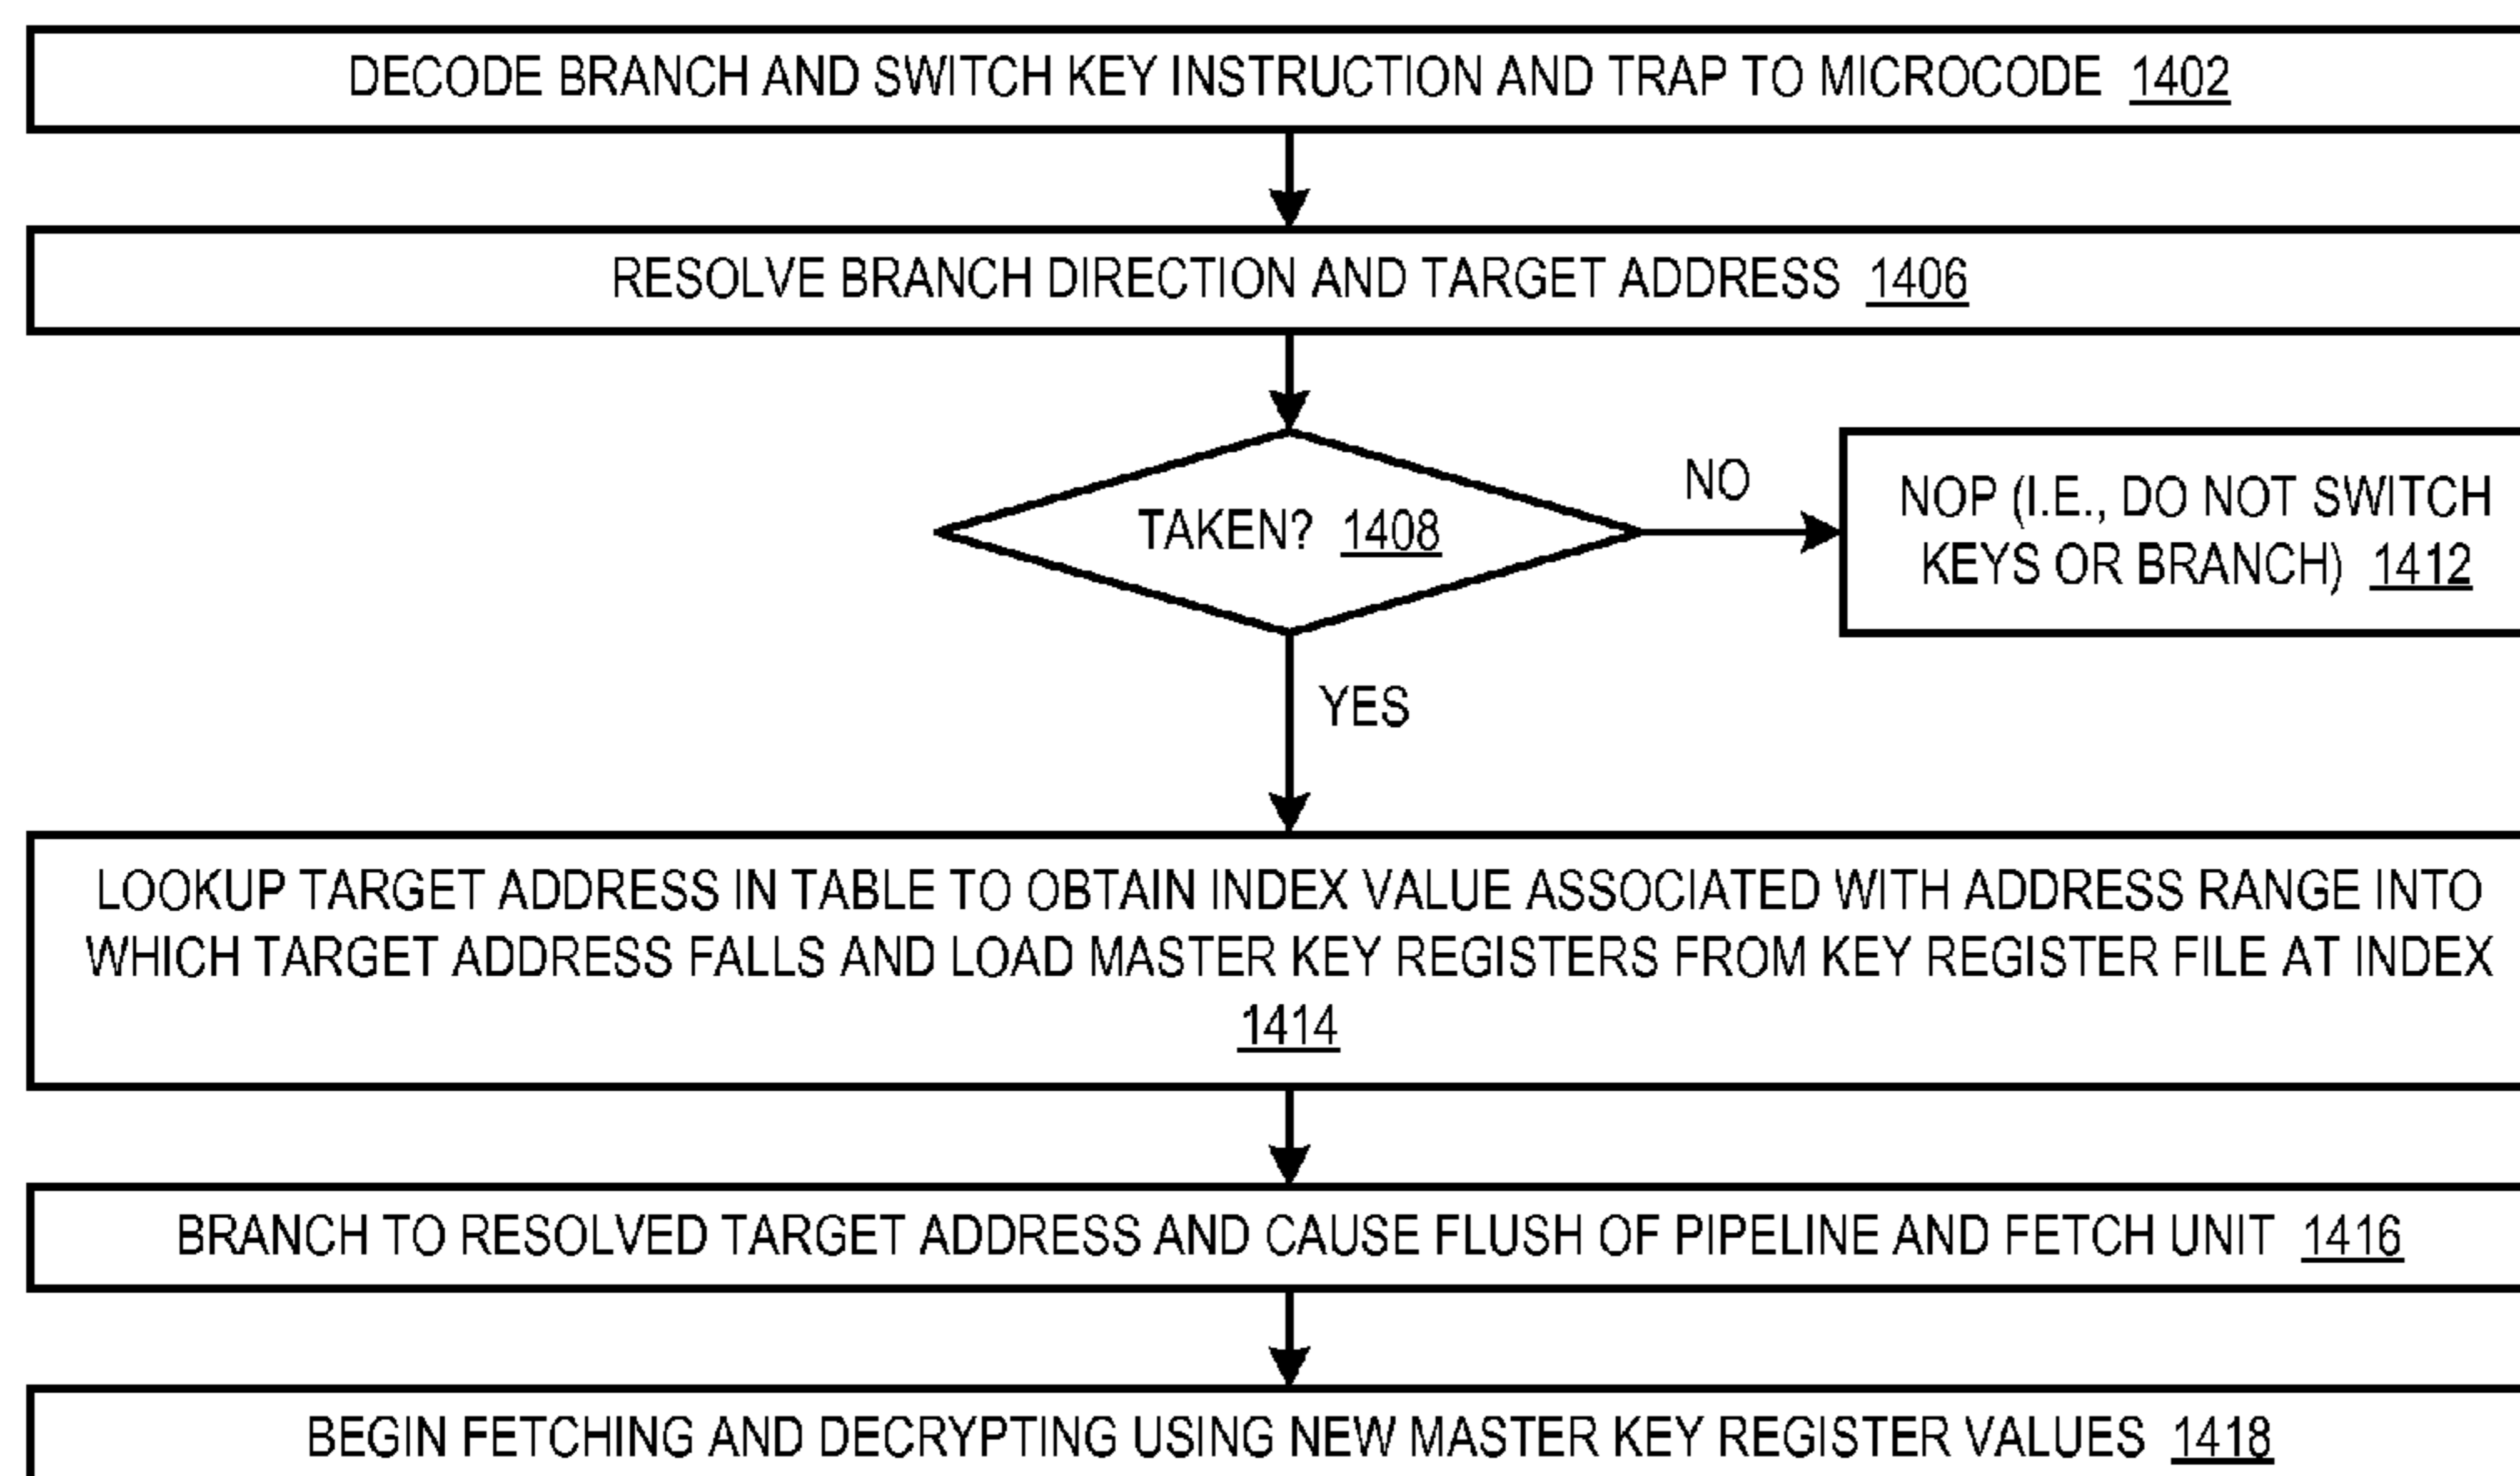 DECODE BRANCH AND SWITCH KEY INSTRUCTION AND TRAP TO MICROCODE 1402
RESOLVE BRANCH DIRECTION AND TARGET ADDRESS 1406
TAKEN? 1408
NO
NOP (I.E., DO NOT SWITCH
KEYS OR BRANCH) 1412
YES
LOOKUP TARGET ADDRESS IN TABLE TO OBTAIN INDEX VALUE ASSOCIATED WITH ADDRESS RANGE INTO
WHICH TARGET ADDRESS FALLS AND LOAD MASTER KEY REGISTERS FROM KEY REGISTER FILE AT INDEX
1414
BRANCH TO RESOLVED TARGET ADDRESS AND CAUSE FLUSH OF PIPELINE AND FETCH UNIT 1416
BEGIN FETCHING AND DECRYPTING USING NEW MASTER KEY REGISTER VALUES 1418